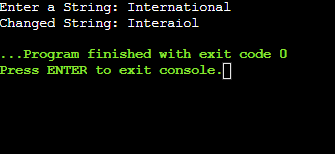 Enter a String: International
Changed String: Interaiol
...Program finished with exit code 0
Press ENTER to exit console.